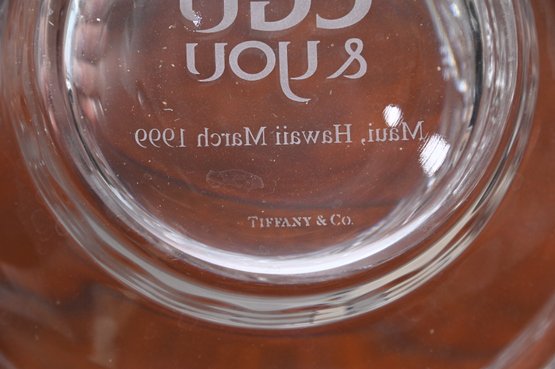 & you
Maui, Hawaii March 1999
TIFFANY & CO.